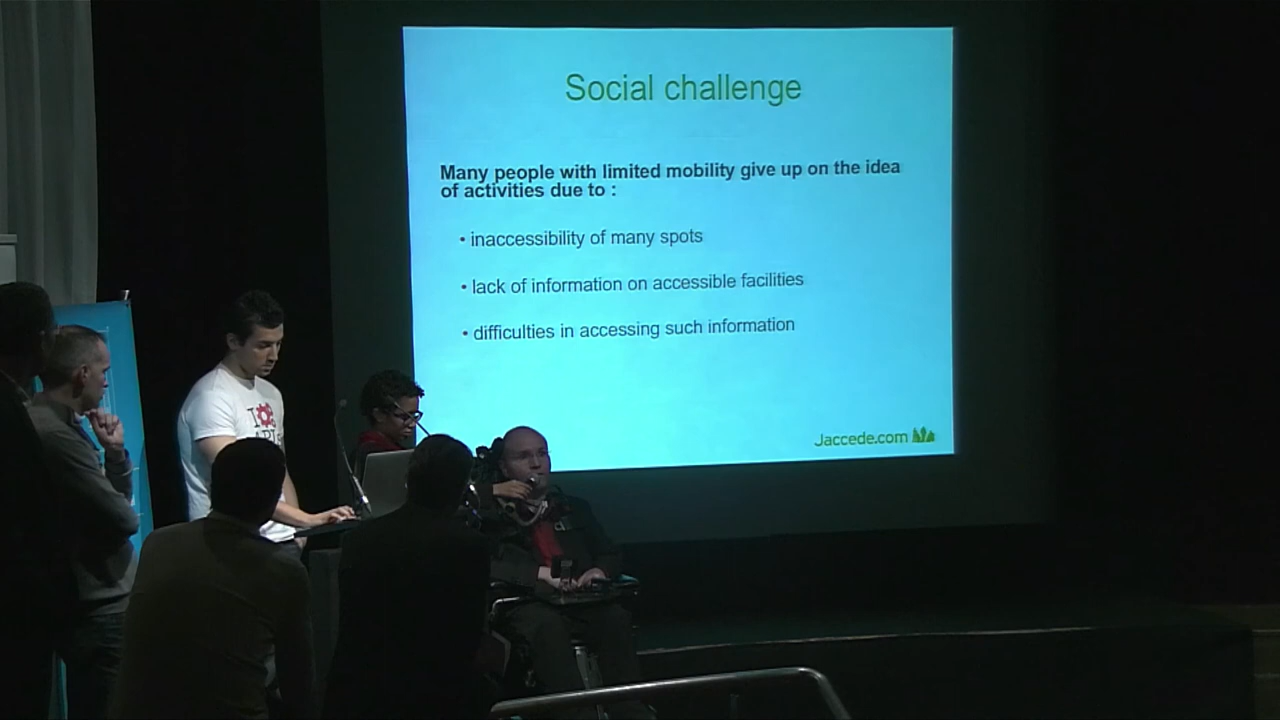 Social challenge
Many people with limited mobility give up on the idea
of activities due to :
• inaccessibility of many spots
• lack of information on accessible facilities
• difficulties in accessing such information
Jaccede.com
I